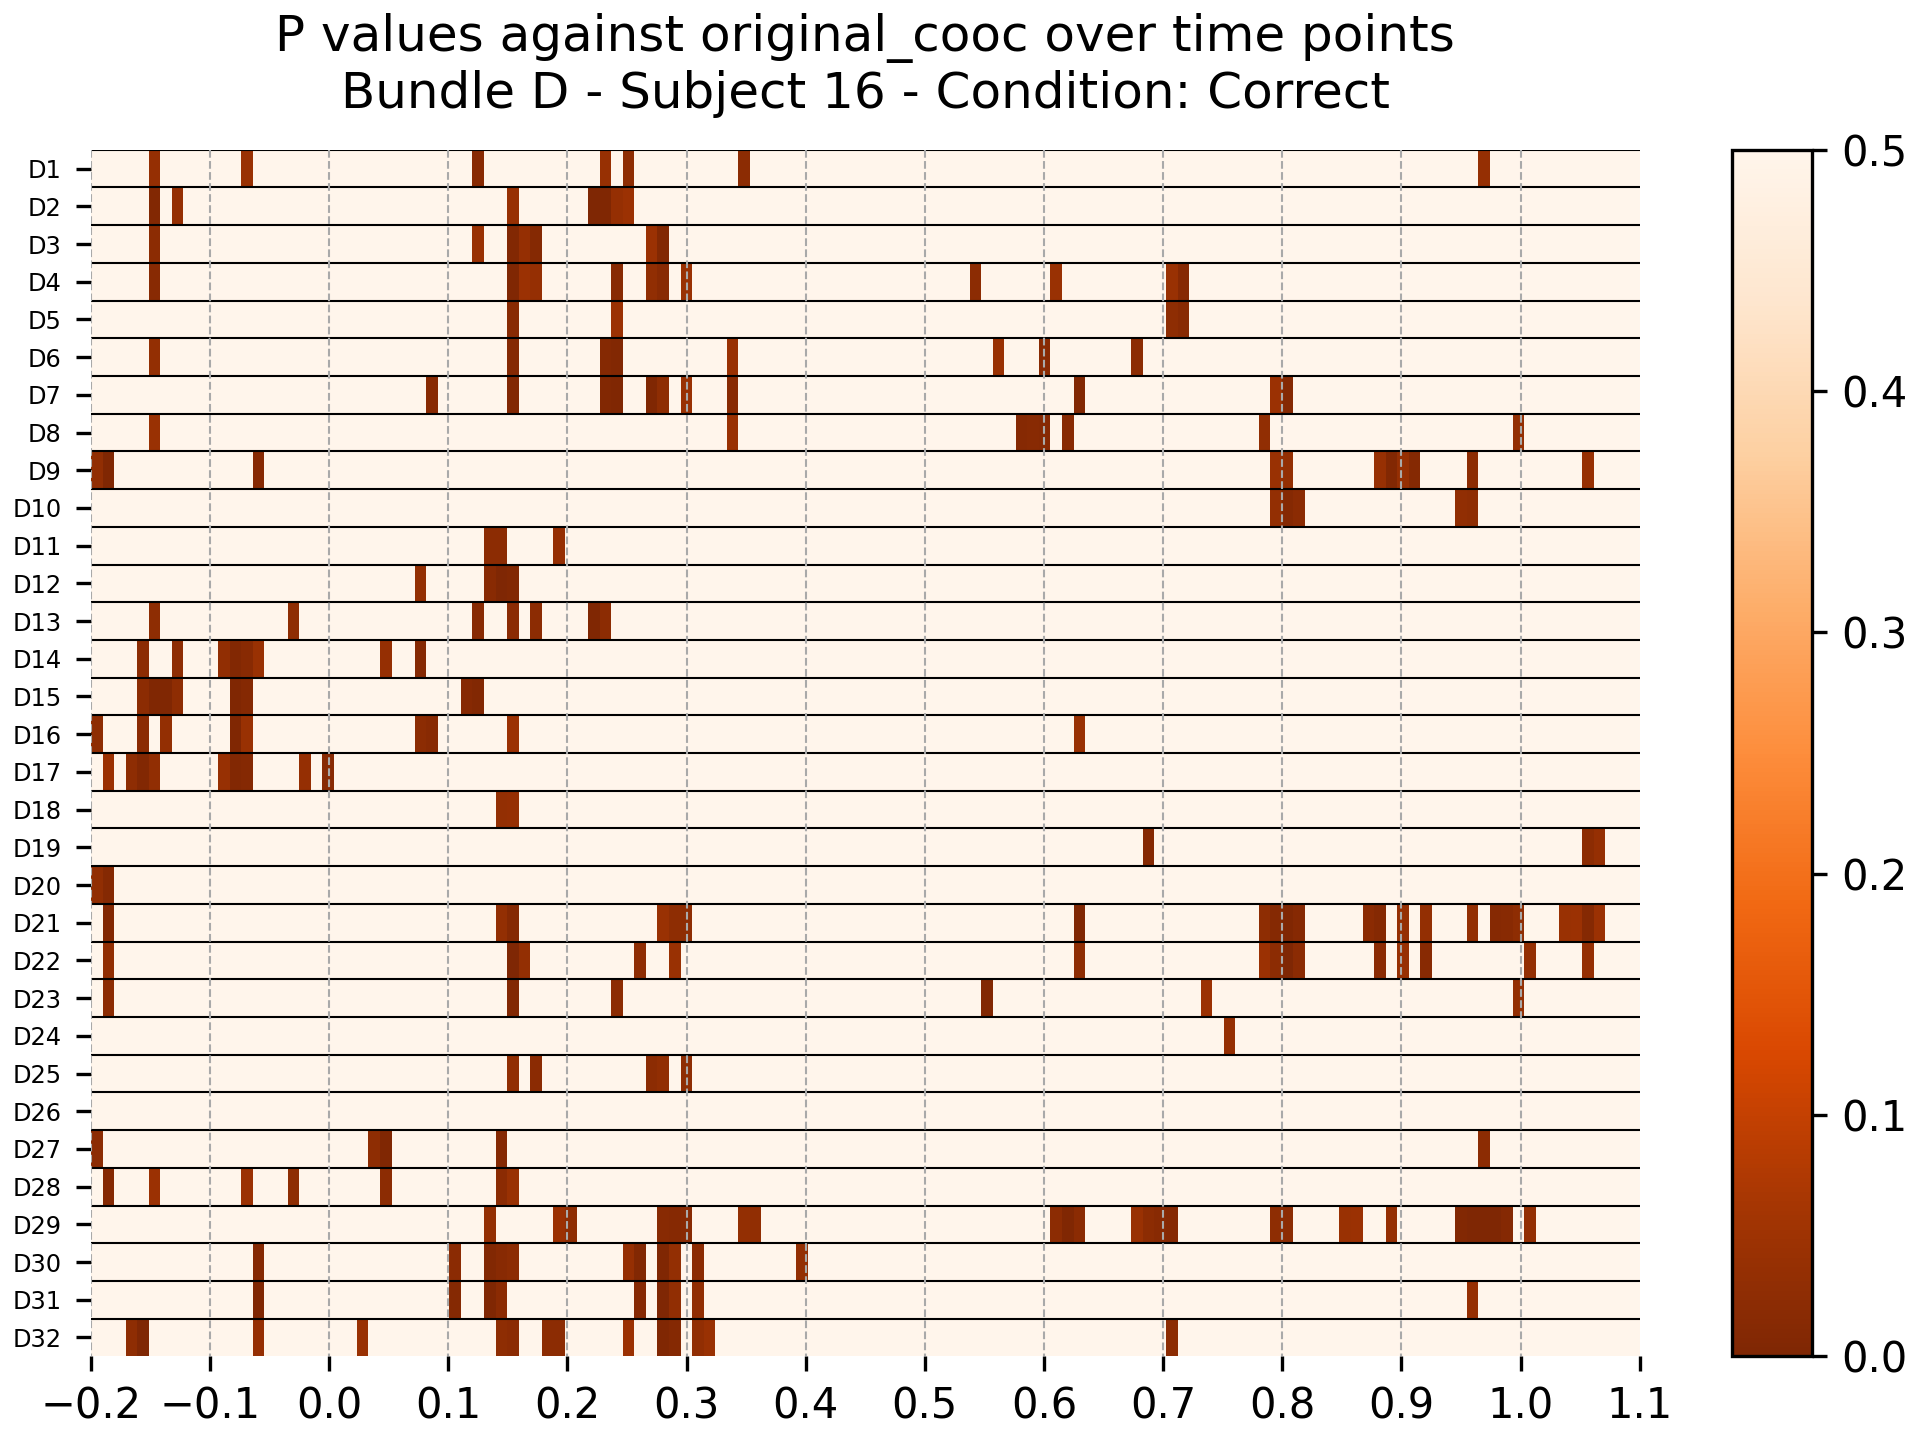 P values against original_cooc over time points
Bundle D - Subject 16 - Condition: Correct
D1
D2
D3
D4
D5
D6
D7
D8
D9
D10
D11
D12
D13
D14
D15
D16
D17
D18
D19
D20
D21
D22
D23
D24
D25
D26
D27
D28
D29
D30
D31
D32
−0.2 −0.1 0.0 0.1 0.2 0.3 0.4 0.5 0.6 0.7 0.8 0.9 1.0 1.1
0.5
0.4
0.3
0.2
0.1
0.0